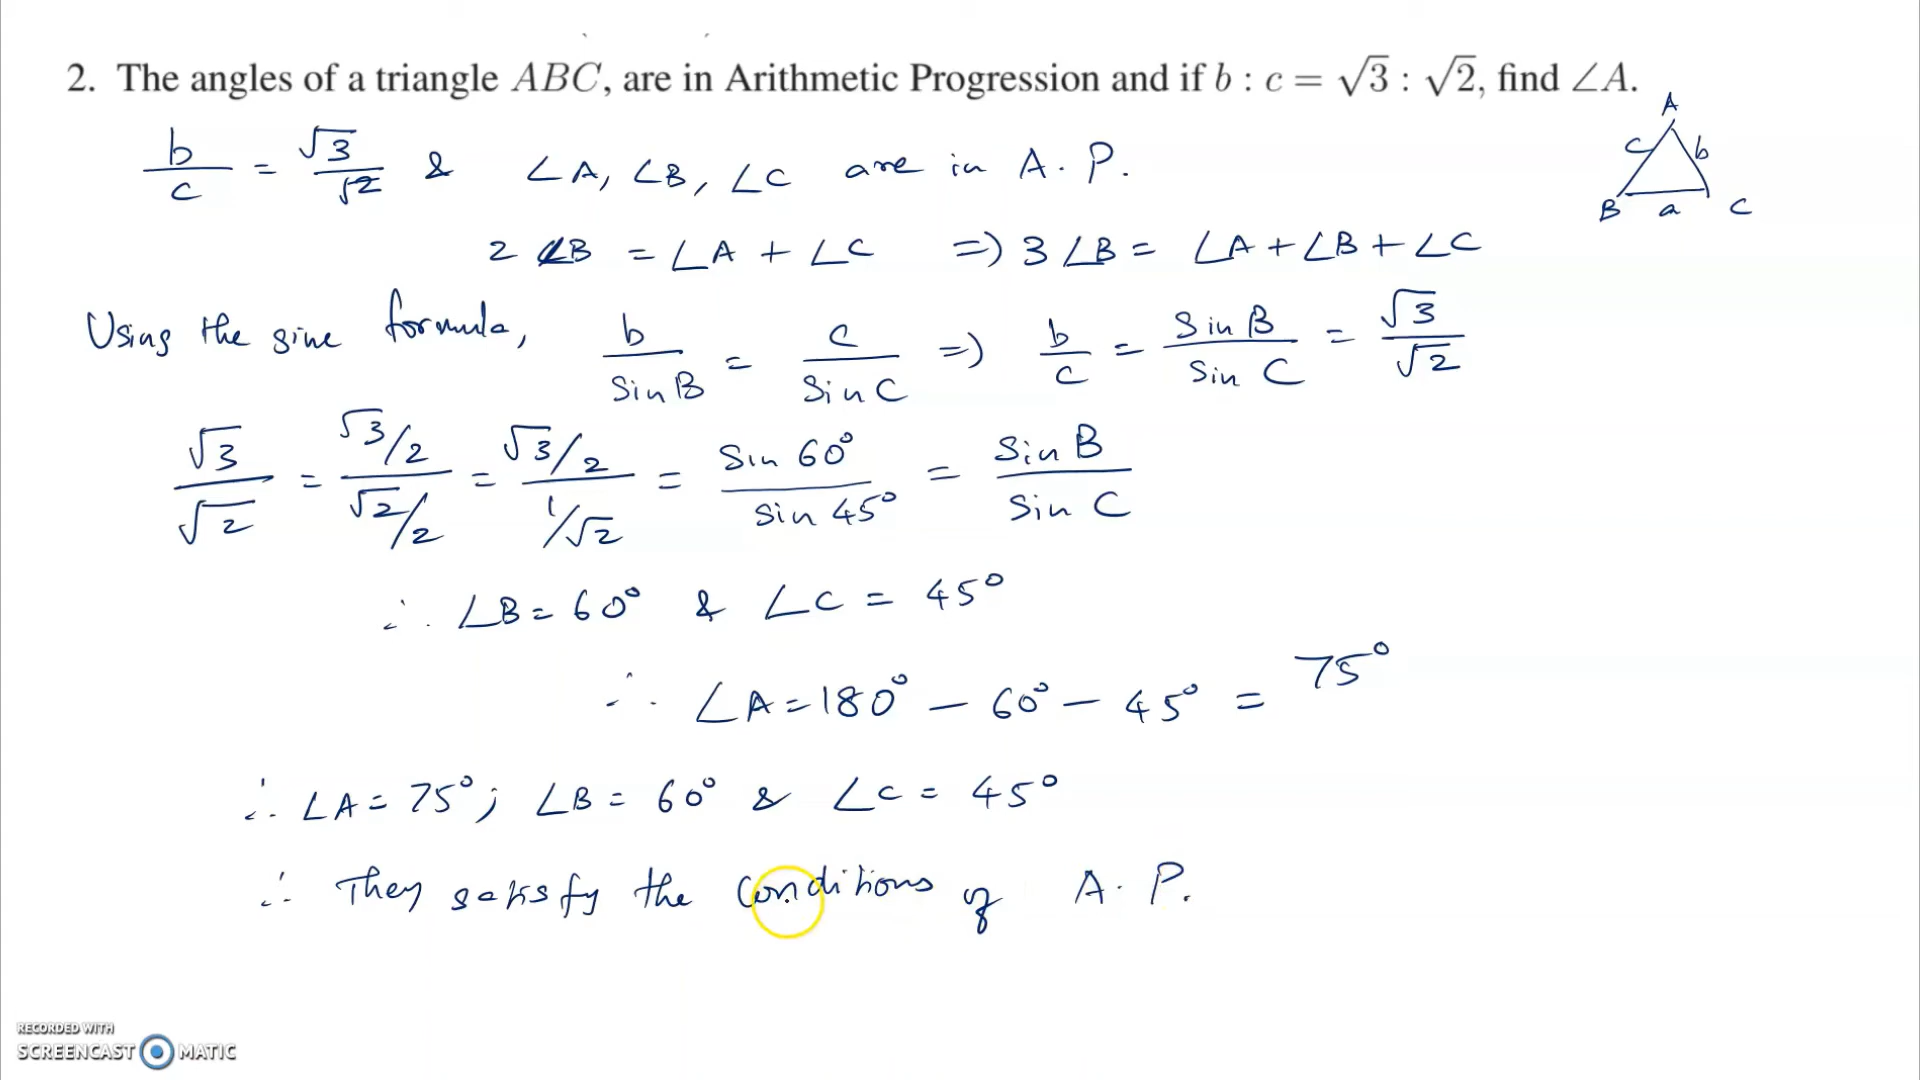 2. The angles of a triangle ABC, are in Arithmetic Progression and if b : c = √3 : √2, find ∠A.
A
c b
B a C
b/c = √3/√2 & ∠A, ∠B, ∠C are in A.P.
2∠B = ∠A + ∠C => 3∠B = ∠A + ∠B + ∠C
Using the sine formula, b/Sin B = c/Sin C => b/c = Sin B/Sin C = √3/√2
√3/√2 = (√3/2)/(√2/2) = (√3/2)/(1/√2) = Sin 60°/Sin 45° = Sin B/Sin C
∴ ∠B = 60° & ∠C = 45°
∴ ∠A = 180° – 60° – 45° = 75°
∴ ∠A = 75°; ∠B = 60° & ∠C = 45°
∴ They satisfy the conditions of A.P.
RECORDED WITH
SCREENCAST MATIC